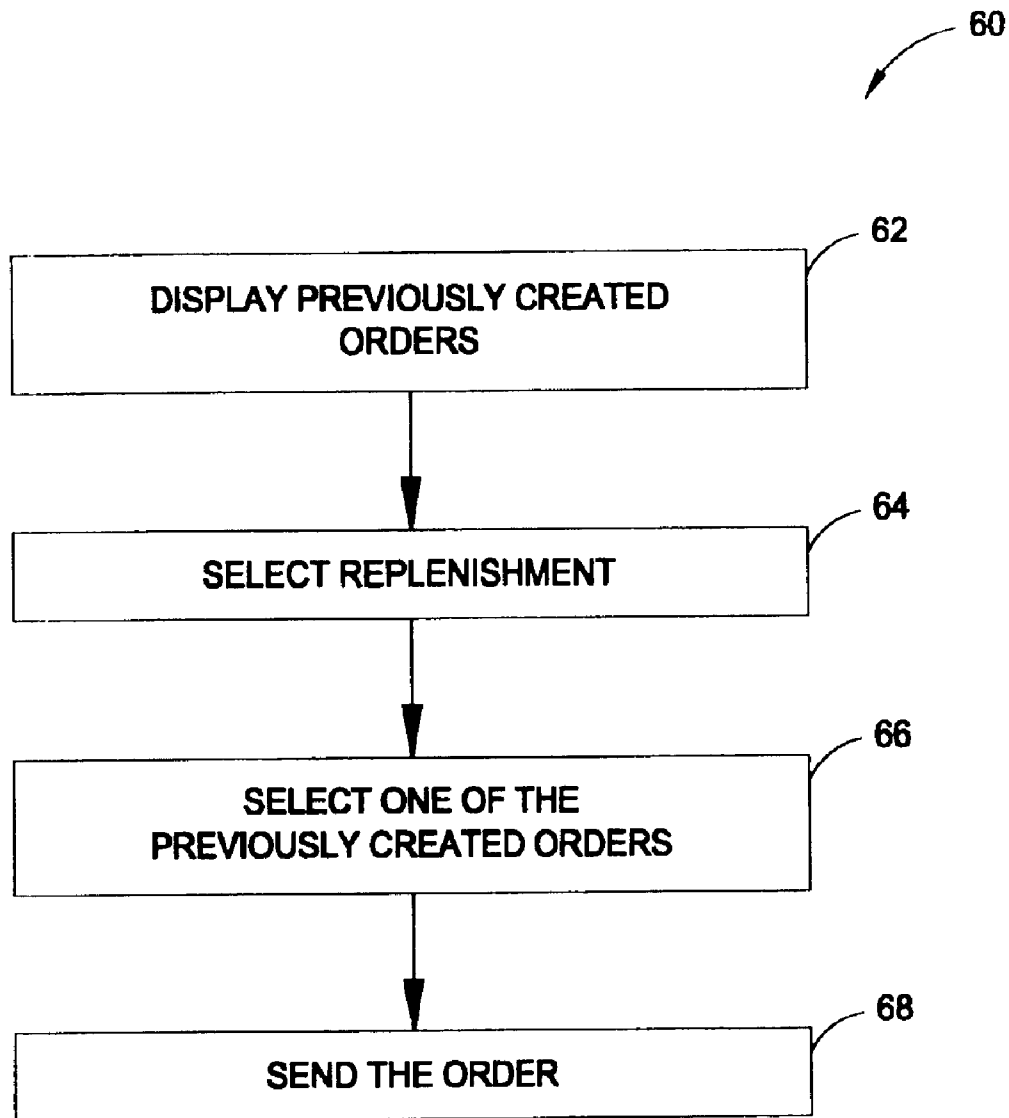 60
62
DISPLAY PREVIOUSLY CREATED
ORDERS
64
SELECT REPLENISHMENT
66
SELECT ONE OF THE
PREVIOUSLY CREATED ORDERS
68
SEND THE ORDER